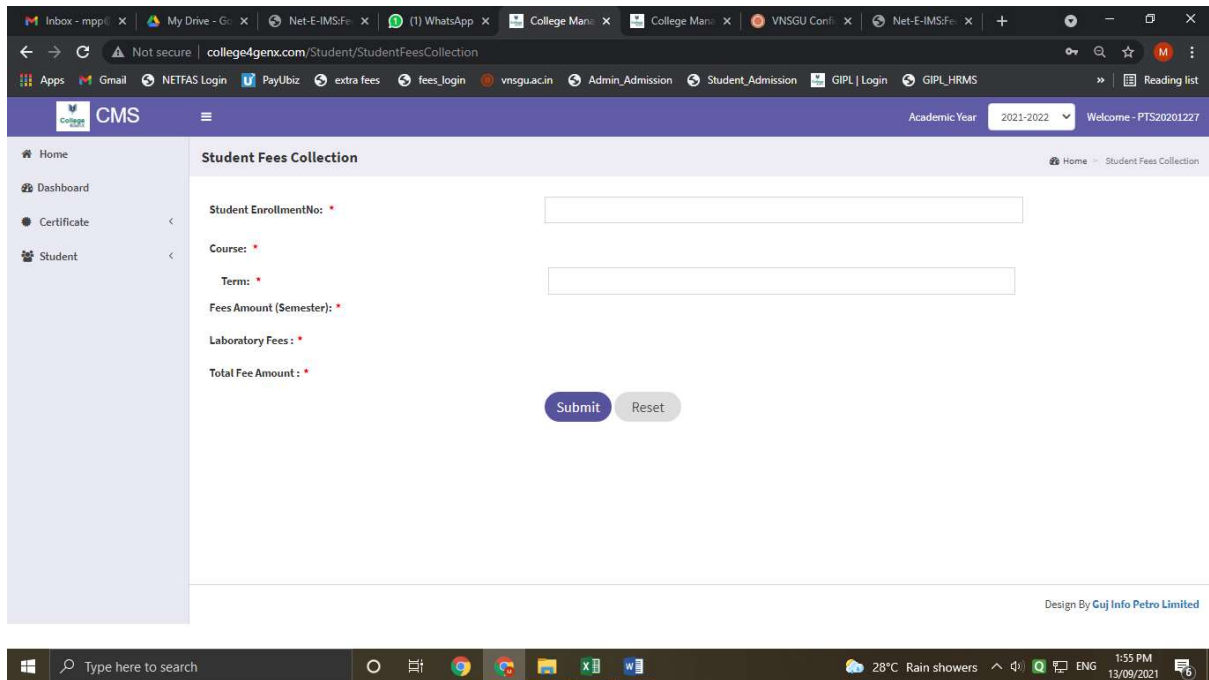 Inbox - mpp
My Drive - Go
Net-E-IMS:Fe
(1) WhatsApp
College Mana
College Mana
VNSGU Confi
Net-E-IMS:Fe
Not secure | college4genx.com/Student/StudentFeesCollection
M
Apps Gmail NETFAS Login PayUbiz extra fees fees_login vnsgu.ac.in Admin_Admission Student_Admission GIPL | Login GIPL_HRMS » Reading list
College CMS Academic Year 2021-2022 Welcome - PTS20201227
Home
Dashboard
Certificate
Student
Student Fees Collection Home > Student Fees Collection
Student EnrollmentNo: *
Course: *
Term: *
Fees Amount (Semester): *
Laboratory Fees : *
Total Fee Amount : *
Submit Reset
Design By Guj Info Petro Limited
Type here to search 28°C Rain showers ENG 1:55 PM
13/09/2021 6